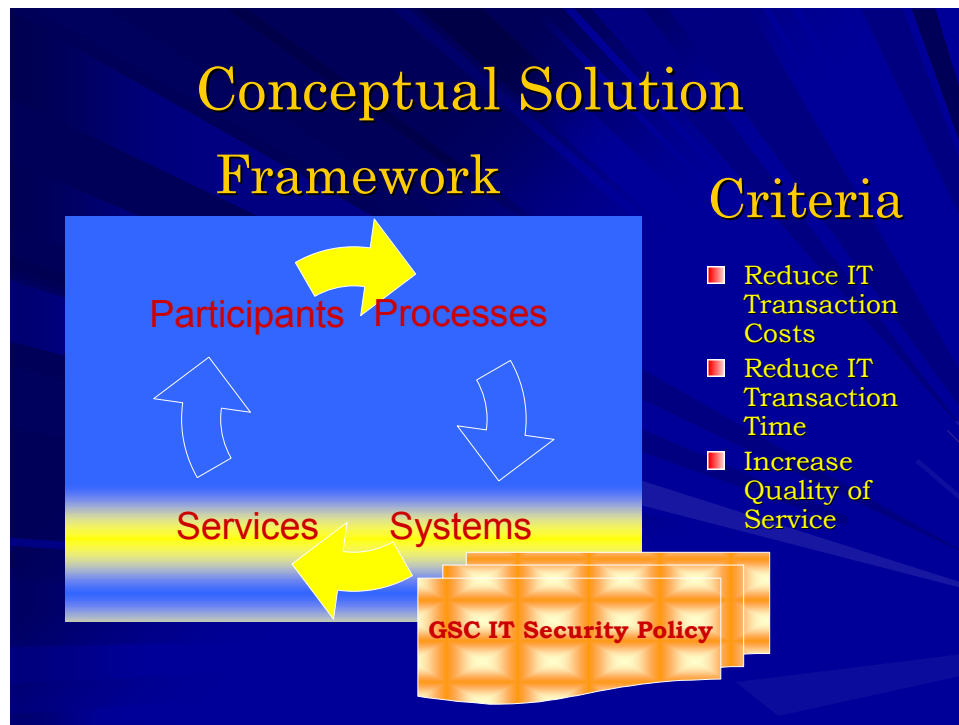 Conceptual Solution
Framework
Participants Processes
Services Systems
GSC IT Security Policy
Criteria
Reduce IT
Transaction
Costs
Reduce IT
Transaction
Time
Increase
Quality of
Service